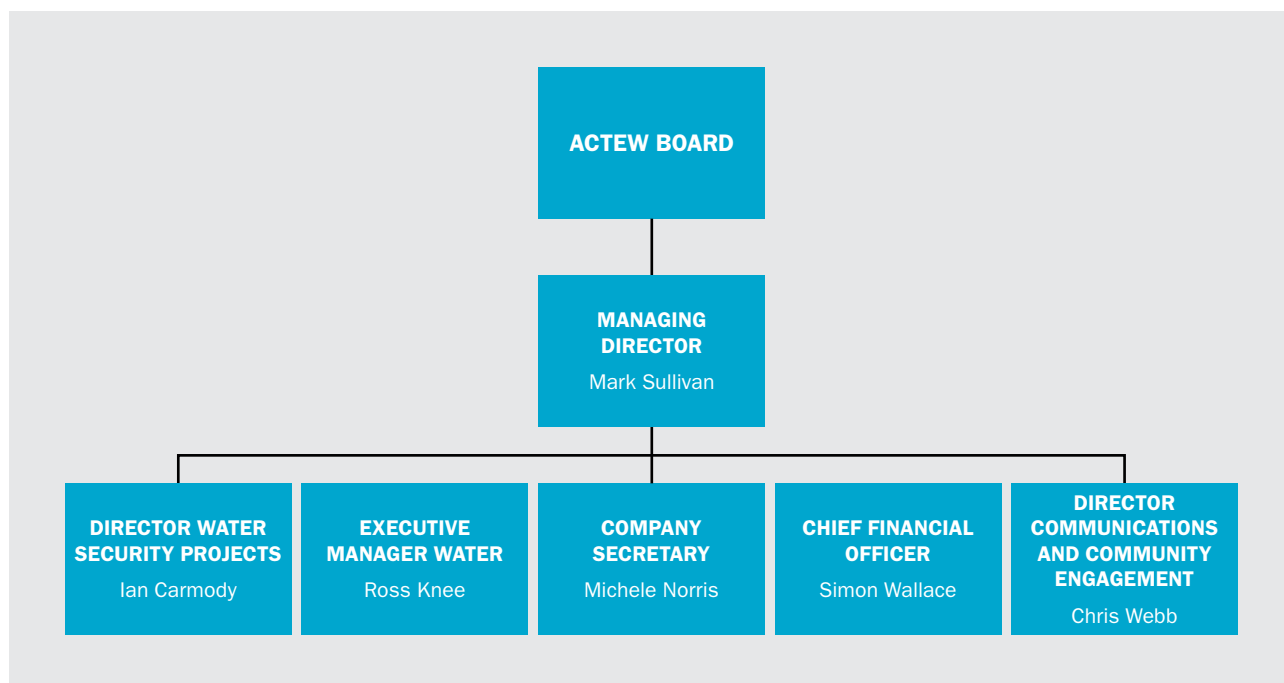 ACTEW BOARD
MANAGING
DIRECTOR
Mark Sullivan
DIRECTOR WATER
SECURITY PROJECTS
Ian Carmody
EXECUTIVE
MANAGER WATER
Ross Knee
COMPANY
SECRETARY
Michele Norris
CHIEF FINANCIAL
OFFICER
Simon Wallace
DIRECTOR
COMMUNICATIONS
AND COMMUNITY
ENGAGEMENT
Chris Webb